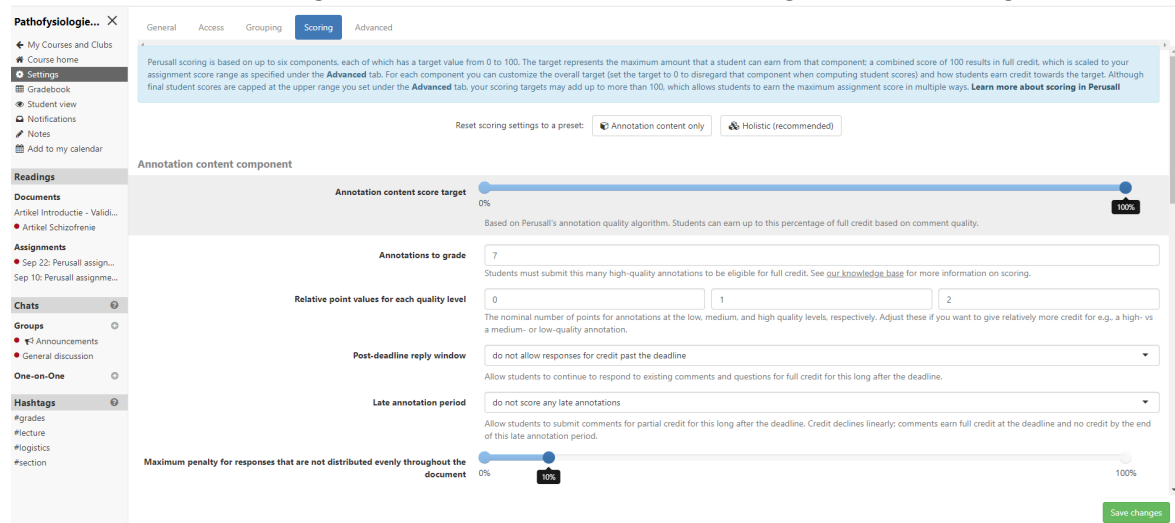 Pathofysiologie... ✕
My Courses and Clubs
Course home
Settings
Gradebook
Student view
Notifications
Notes
Add to my calendar
Readings
Documents
Artikel Introductie - Validi...
Artikel Schizofrenie
Assignments
Sep 22: Perusall assign...
Sep 10: Perusall assignme...
Chats
Groups
Announcements
General discussion
One-on-One
Hashtags
#grades
#lecture
#logistics
#section
General Access Grouping Scoring Advanced
Perusall scoring is based on up to six components, each of which has a target value from 0 to 100. The target represents the maximum amount that a student can earn from that component; a combined score of 100 results in full credit, which is scaled to your
assignment score range as specified under the Advanced tab. For each component you can customize the overall target (set the target to 0 to disregard that component when computing student scores) and how students earn credit towards the target. Although
final student scores are capped at the upper range you set under the Advanced tab, your scoring targets may add up to more than 100, which allows students to earn the maximum assignment score in multiple ways. Learn more about scoring in Perusall
Reset scoring settings to a preset: Annotation content only Holistic (recommended)
Annotation content component
Annotation content score target
0% 100%
Based on Perusall's annotation quality algorithm. Students can earn up to this percentage of full credit based on comment quality.
Annotations to grade 7
Students must submit this many high-quality annotations to be eligible for full credit. See our knowledge base for more information on scoring.
Relative point values for each quality level 0 1 2
The nominal number of points for annotations at the low, medium, and high quality levels, respectively. Adjust these if you want to give relatively more credit for e.g., a high- vs
a medium- or low-quality annotation.
Post-deadline reply window do not allow responses for credit past the deadline
Allow students to continue to respond to existing comments and questions for full credit for this long after the deadline.
Late annotation period do not score any late annotations
Allow students to submit comments for partial credit for this long after the deadline. Credit declines linearly: comments earn full credit at the deadline and no credit by the end
of this late annotation period.
Maximum penalty for responses that are not distributed evenly throughout the
document 0% 10% 100%
Save changes